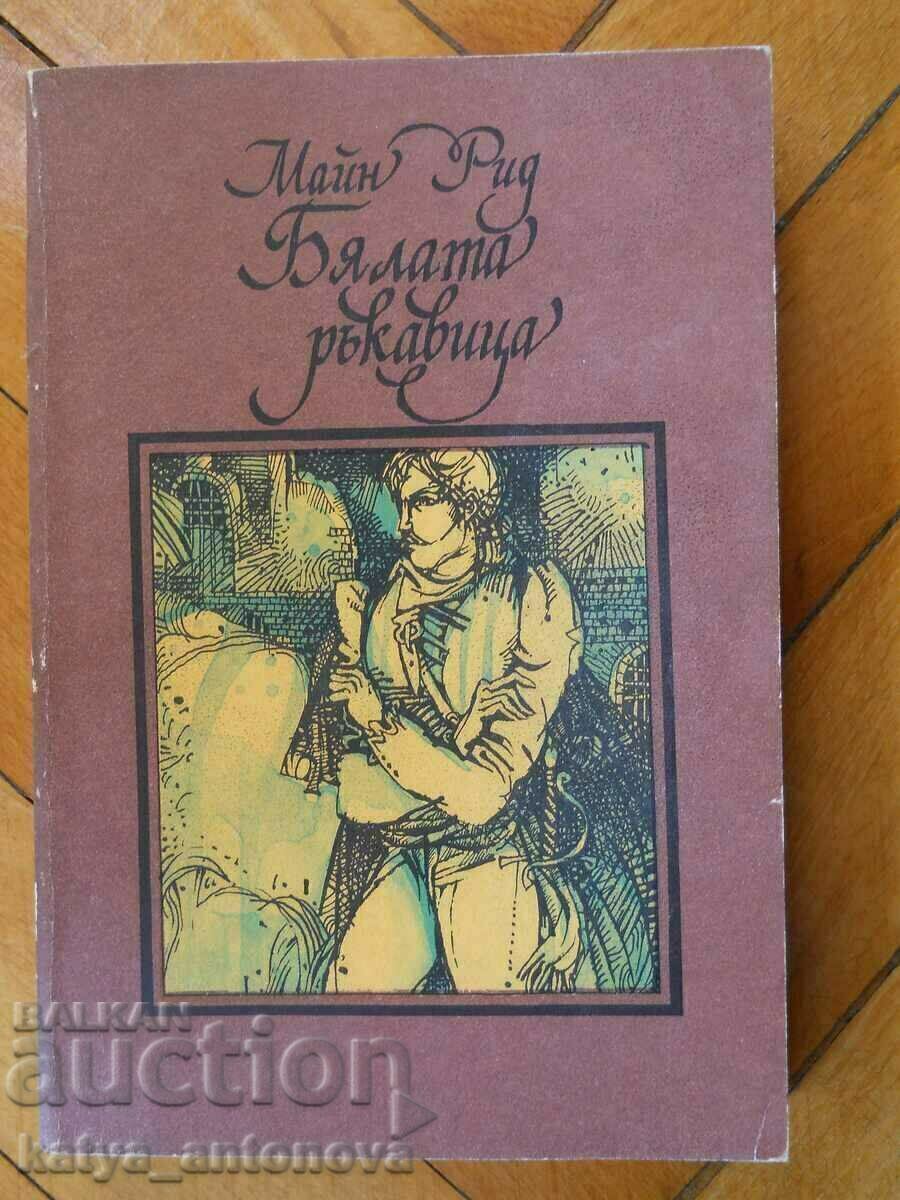 Майн Рид
Бялата
ръкавица
BALKAN
auction
katya_antonova